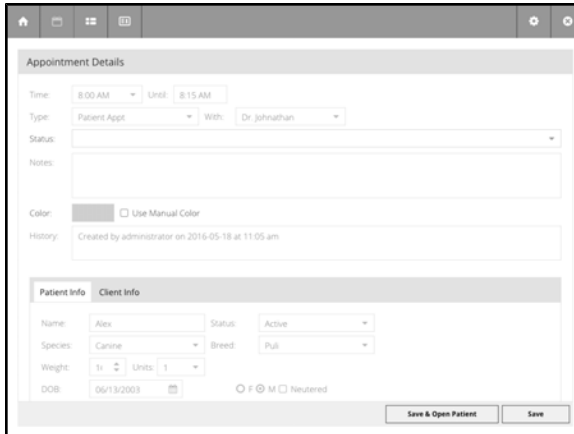 Appointment Details
Time: 8:00 AM Until: 8:15 AM
Type: Patient Appt With: Dr. Johnathan
Status:
Notes:
Color: Use Manual Color
History: Created by administrator on 2016-05-18 at 11:05 am
Patient Info Client Info
Name: Alex Status: Active
Species: Canine Breed: Puli
Weight: Units: 1
DOB: 06/13/2003 F M Neutered
Save & Open Patient Save